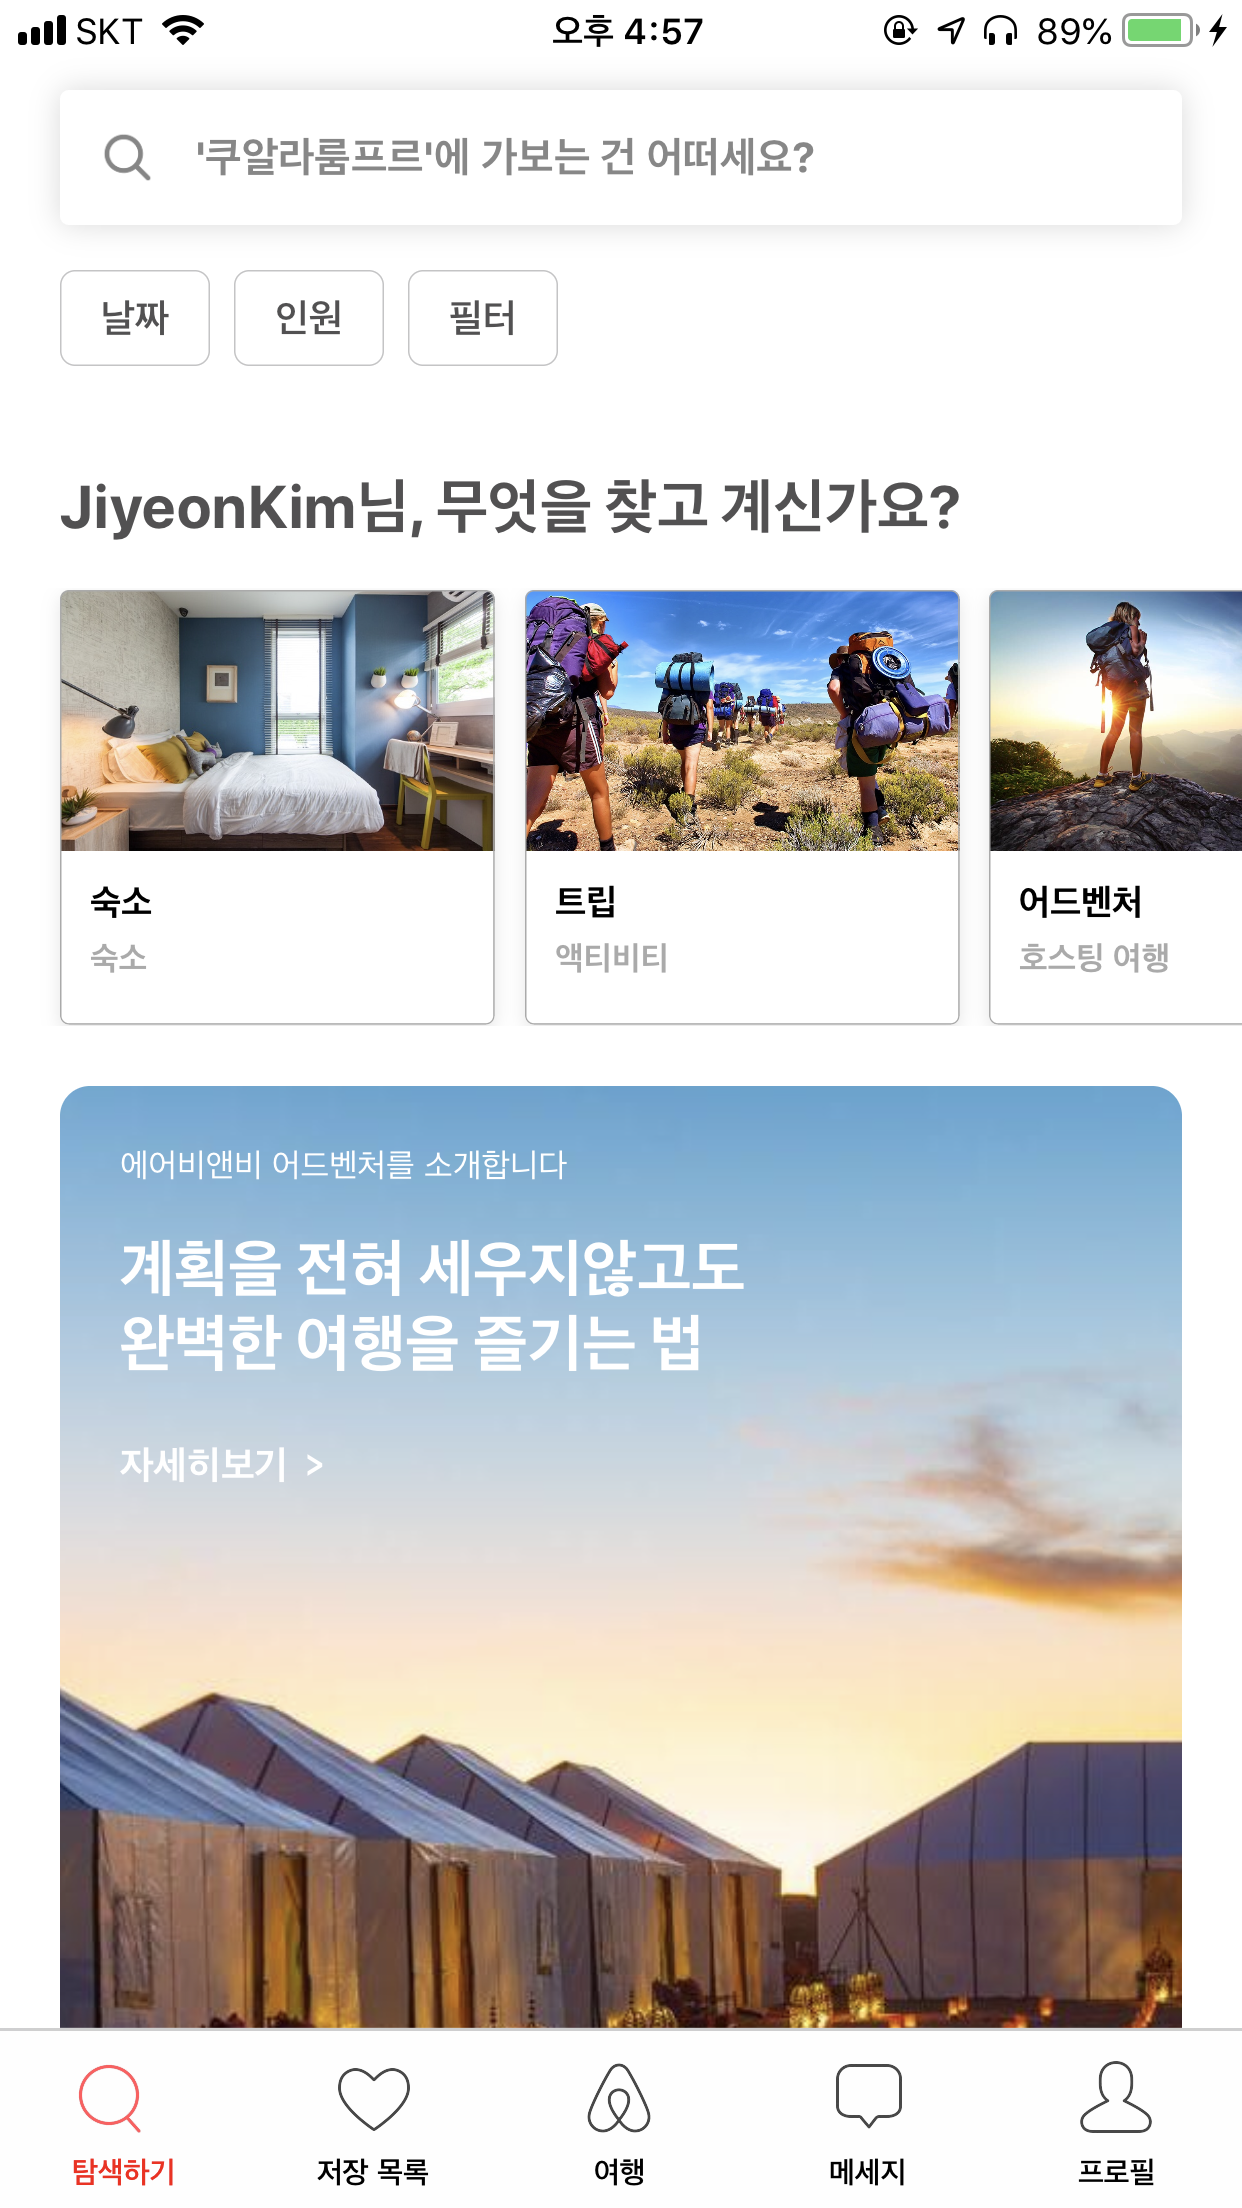 SKT 오후 4:57 89%
'쿠알라룸프르'에 가보는 건 어떠세요?
날짜 인원 필터
JiyeonKim님, 무엇을 찾고 계신가요?
숙소
숙소
트립
액티비티
어드벤처
호스팅 여행
에어비앤비 어드벤처를 소개합니다
계획을 전혀 세우지않고도
완벽한 여행을 즐기는 법
자세히보기 >
탐색하기 저장 목록 여행 메세지 프로필